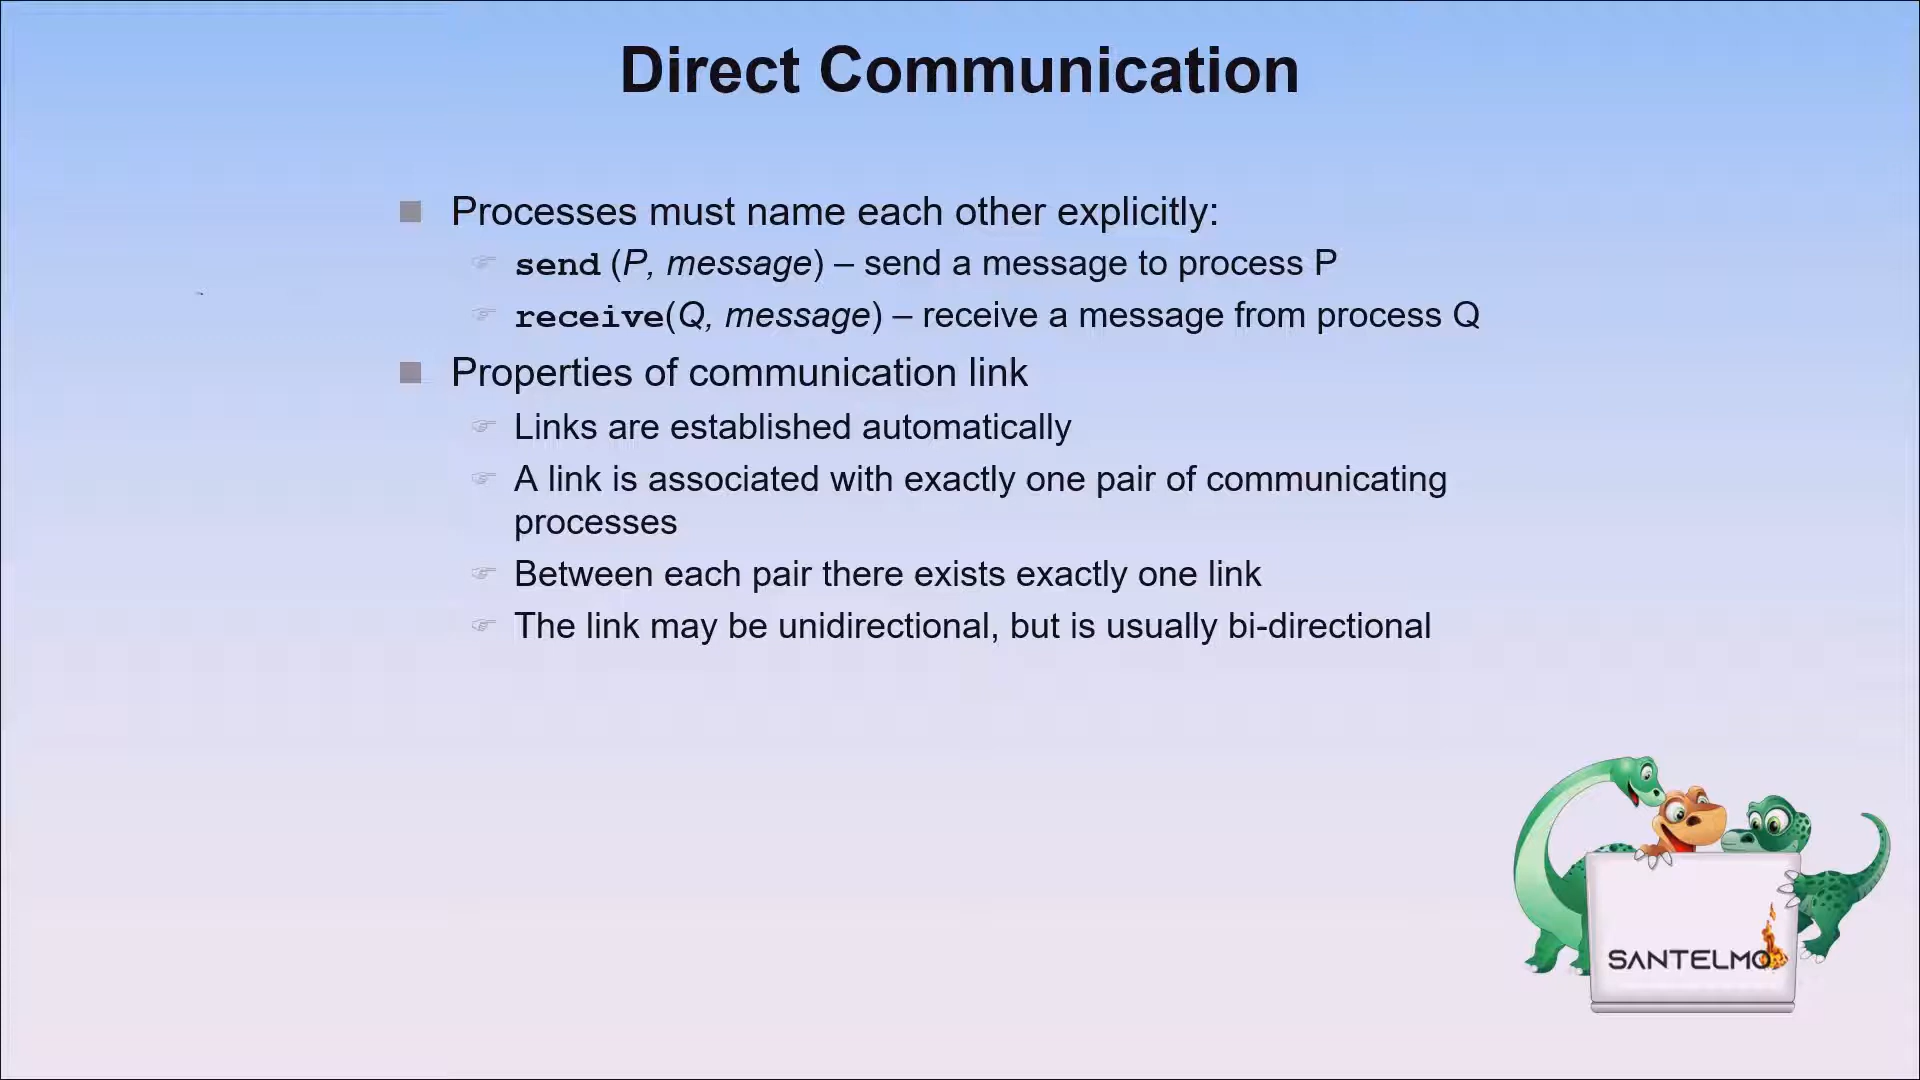 Direct Communication
Processes must name each other explicitly:
send (P, message) – send a message to process P
receive(Q, message) – receive a message from process Q
Properties of communication link
Links are established automatically
A link is associated with exactly one pair of communicating
processes
Between each pair there exists exactly one link
The link may be unidirectional, but is usually bi-directional
SANTELMO